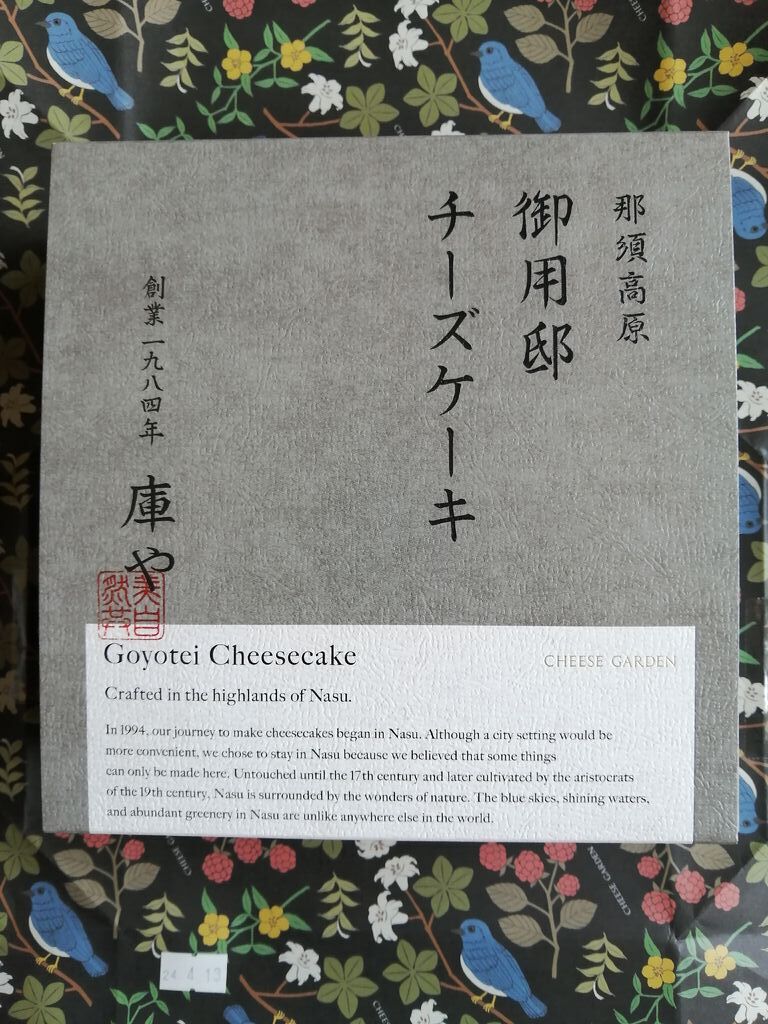 那須高原
御用邸
チーズケーキ
創業一九八四年 庫や
Goyotei Cheesecake
CHEESE GARDEN
Crafted in the highlands of Nasu.
In 1994, our journey to make cheesecakes began in Nasu. Although a city setting would be
more convenient, we chose to stay in Nasu because we believed that some things
can only be made here. Untouched until the 17th century and later cultivated by the aristocrats
of the 19th century, Nasu is surrounded by the wonders of nature. The blue skies, shining waters,
and abundant greenery in Nasu are unlike anywhere else in the world.
CHEESE GARDEN
24. 4. 13